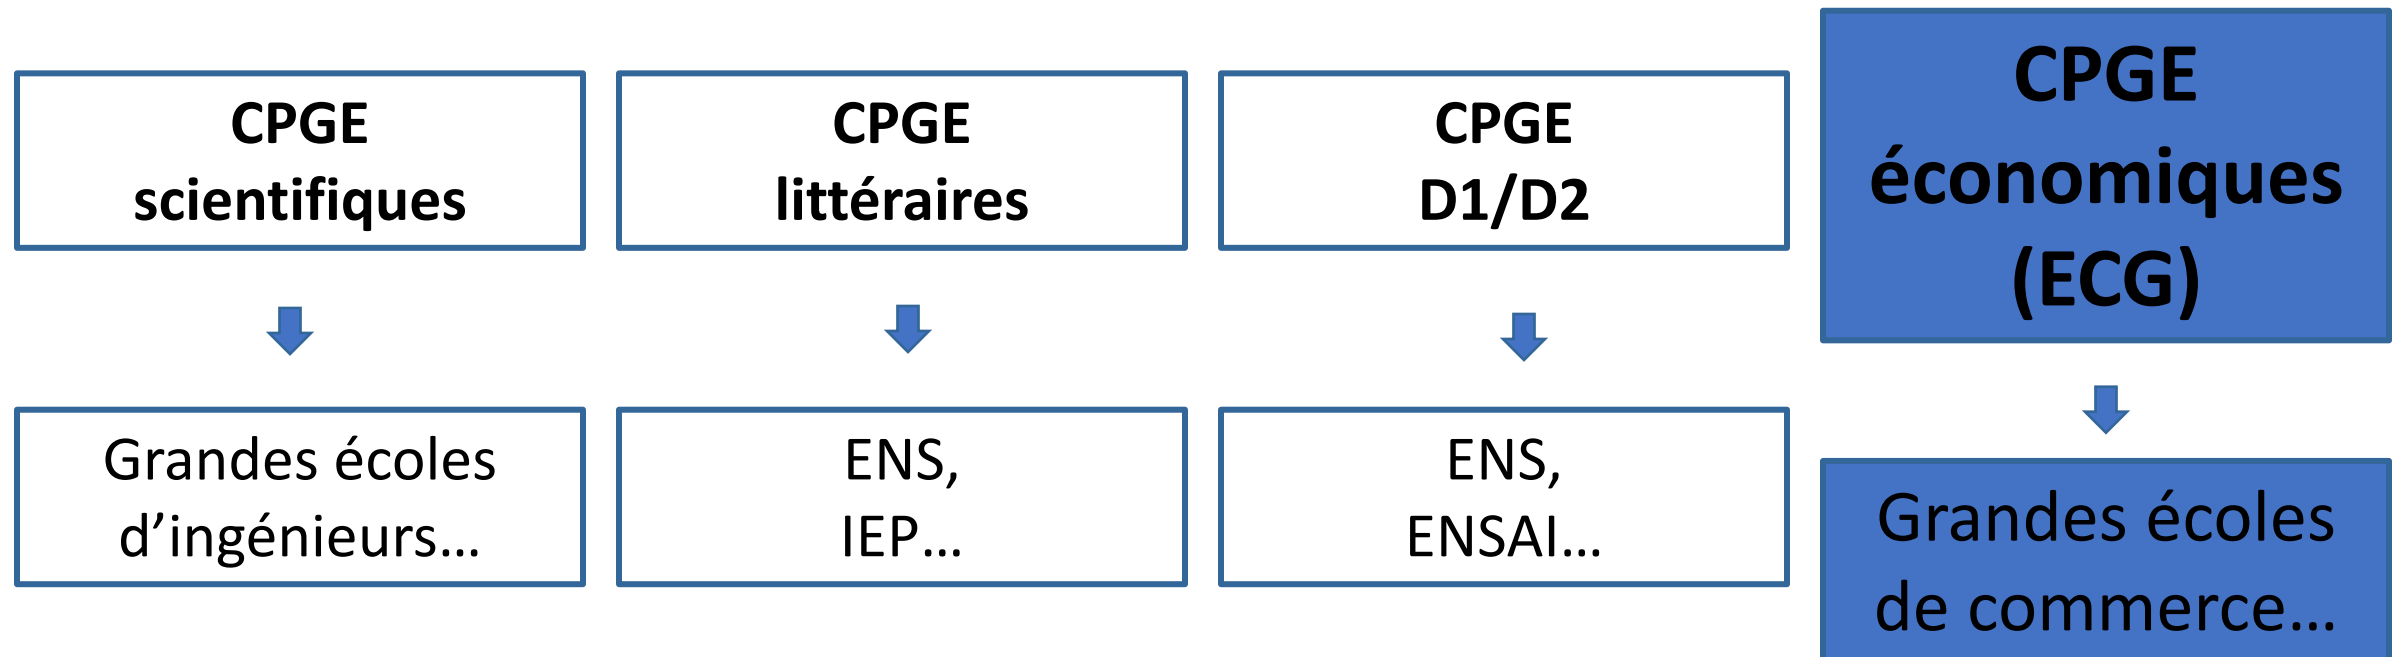 CPGE
scientifiques
CPGE
littéraires
CPGE
D1/D2
CPGE
économiques
(ECG)
Grandes écoles
d’ingénieurs…
ENS,
IEP…
ENS,
ENSAI…
Grandes écoles
de commerce…